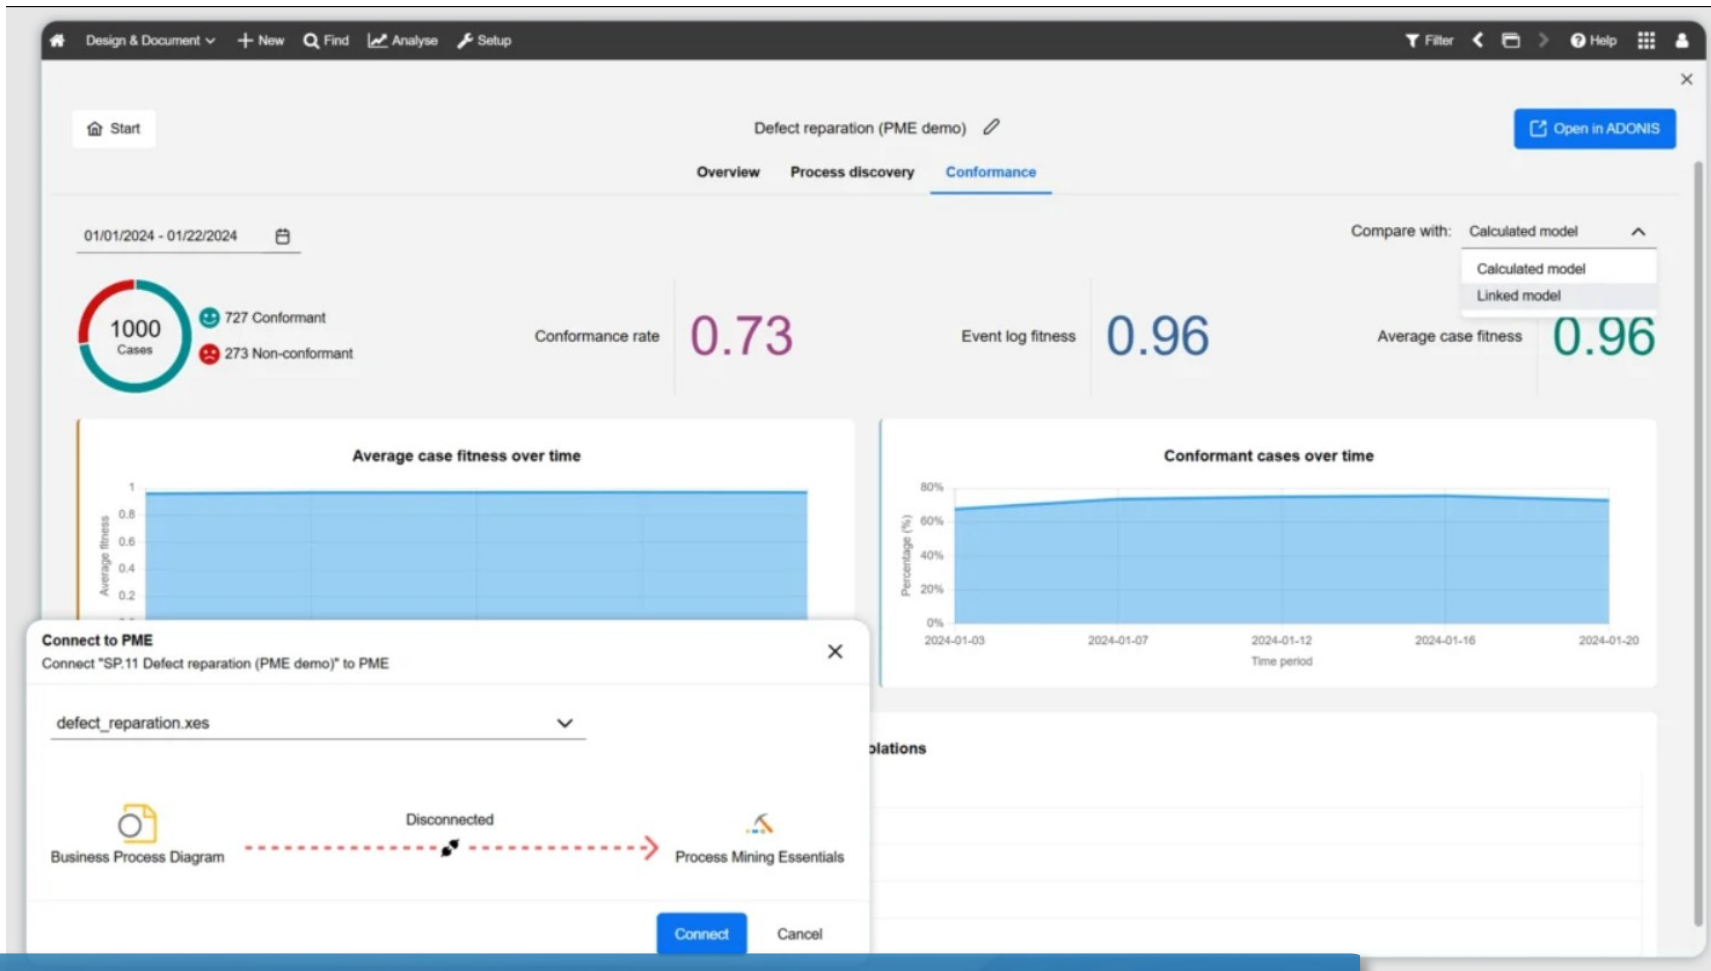 Design & Document New Find Analyse Setup Filter Help
Start
Defect reparation (PME demo)
Open in ADONIS
Overview Process discovery Conformance
01/01/2024 - 01/22/2024
Compare with: Calculated model
Calculated model
Linked model
1000
Cases
727 Conformant
273 Non-conformant
Conformance rate 0.73
Event log fitness 0.96
Average case fitness 0.96
Average case fitness over time
1
0.8
0.6
0.4
0.2
Average fitness
Conformant cases over time
80%
60%
40%
20%
0%
Percentage (%)
2024-01-03 2024-01-07 2024-01-12 2024-01-16 2024-01-20
Time period
Connect to PME
Connect "SP.11 Defect reparation (PME demo)" to PME
defect_reparation.xes
Disconnected
Business Process Diagram
Process Mining Essentials
Connect Cancel
olations